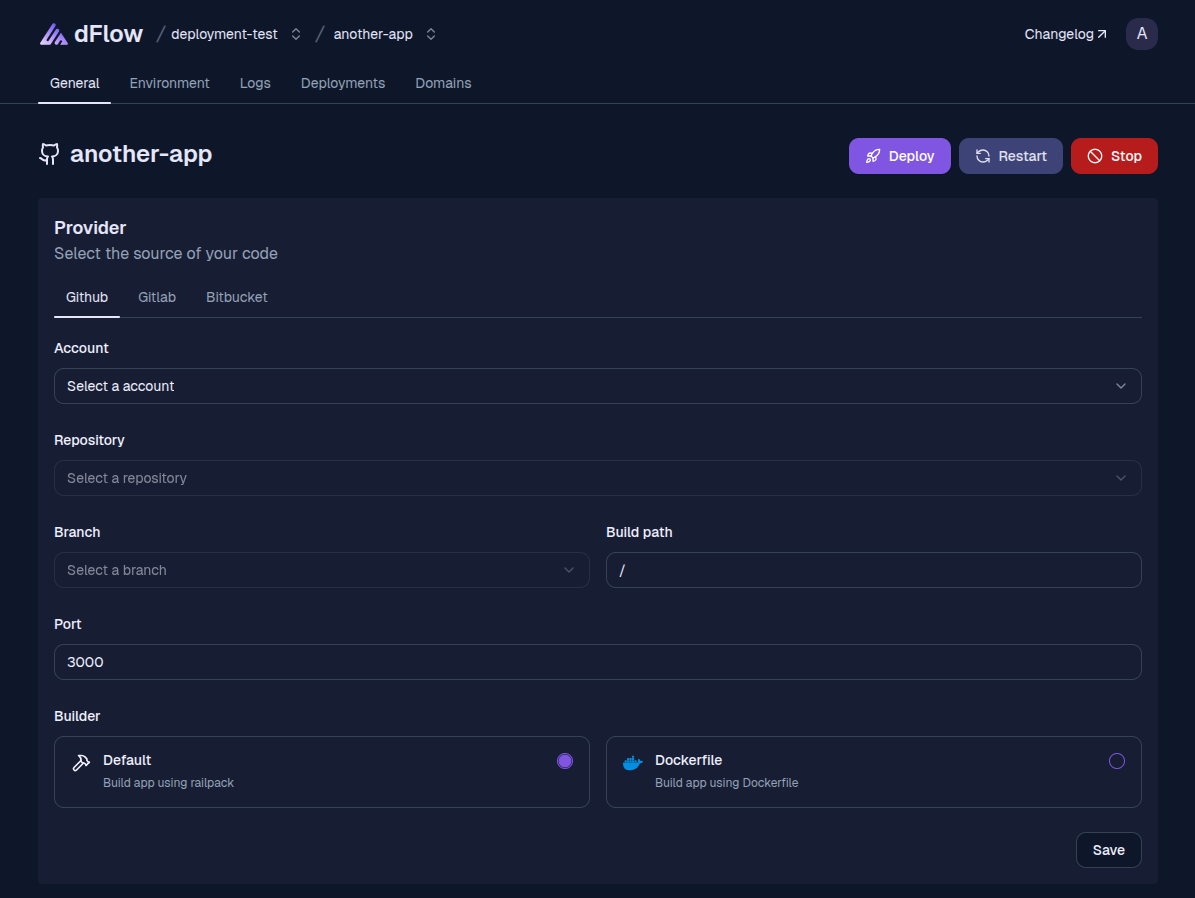 dFlow / deployment-test / another-app Changelog A
General Environment Logs Deployments Domains
another-app Deploy Restart Stop
Provider
Select the source of your code
Github Gitlab Bitbucket
Account
Select a account
Repository
Select a repository
Branch Build path
Select a branch /
Port
3000
Builder
Default Dockerfile
Build app using railpack Build app using Dockerfile
Save